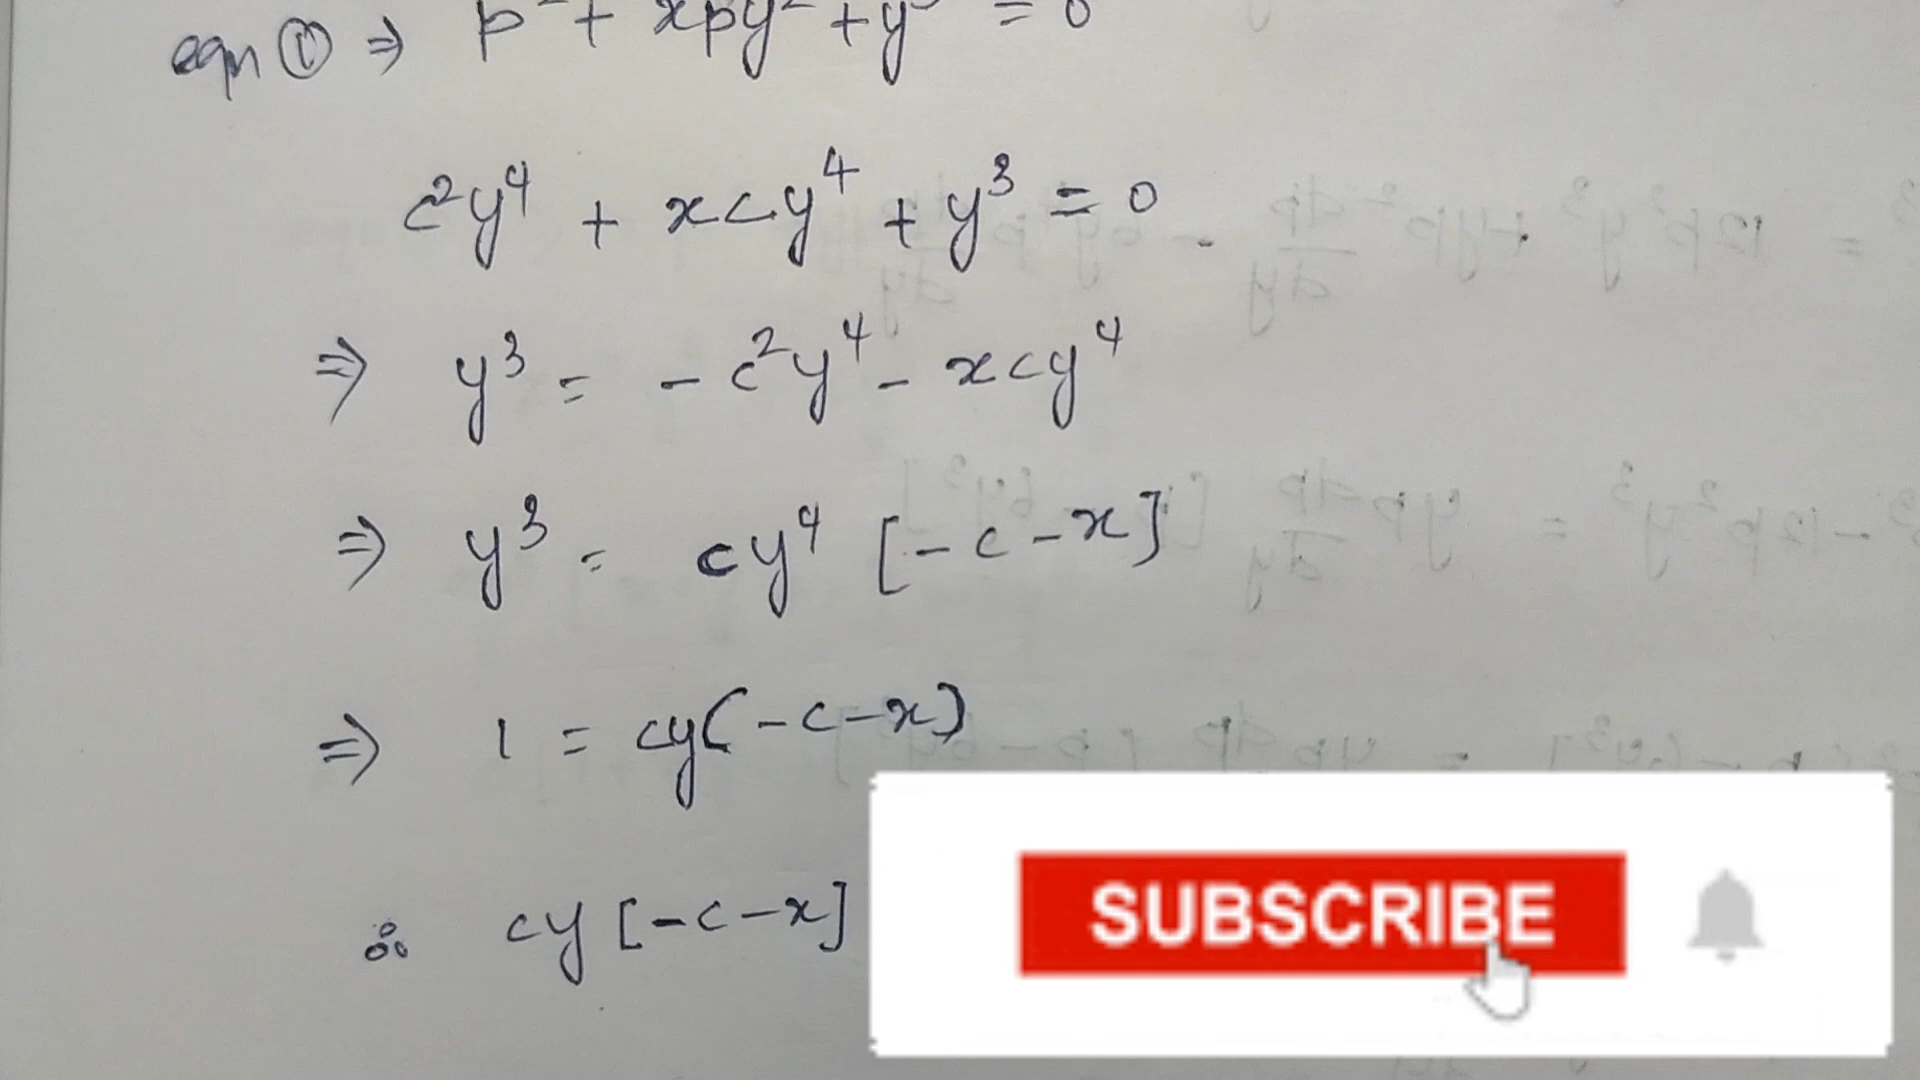 eqn ① ⇒ p² + xpy² + y³ = 0
c²y⁴ + xcy⁴ + y³ = 0
⇒ y³ = - c²y⁴ - xcy⁴
⇒ y³ = cy⁴ [-c-x]
⇒ 1 = cy(-c-x)
∴ cy [-c-x]
SUBSCRIBE